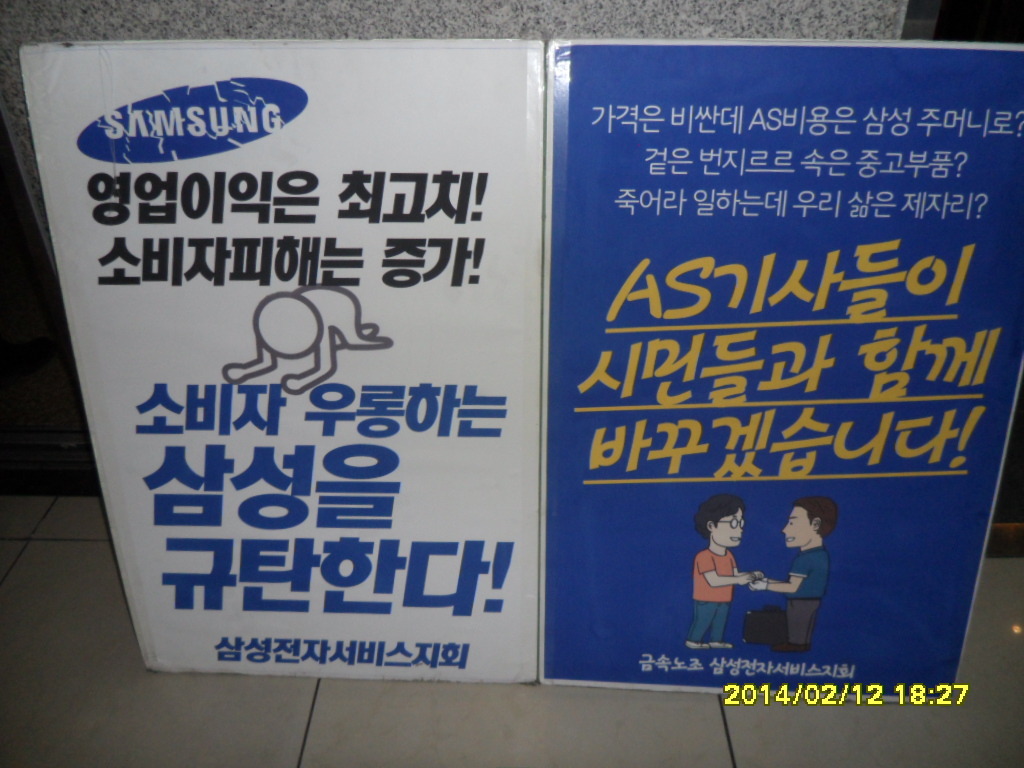 SAMSUNG
영업이익은 최고치!
소비자피해는 증가!
소비자 우롱하는
삼성을
규탄한다!
삼성전자서비스지회
가격은 비싼데 AS비용은 삼성 주머니로?
겉은 번지르르 속은 중고부품?
죽어라 일하는데 우리 삶은 제자리?
AS기사들이
시민들과 함께
바꾸겠습니다!
금속노조 삼성전자서비스지회
2014/02/12 18:27